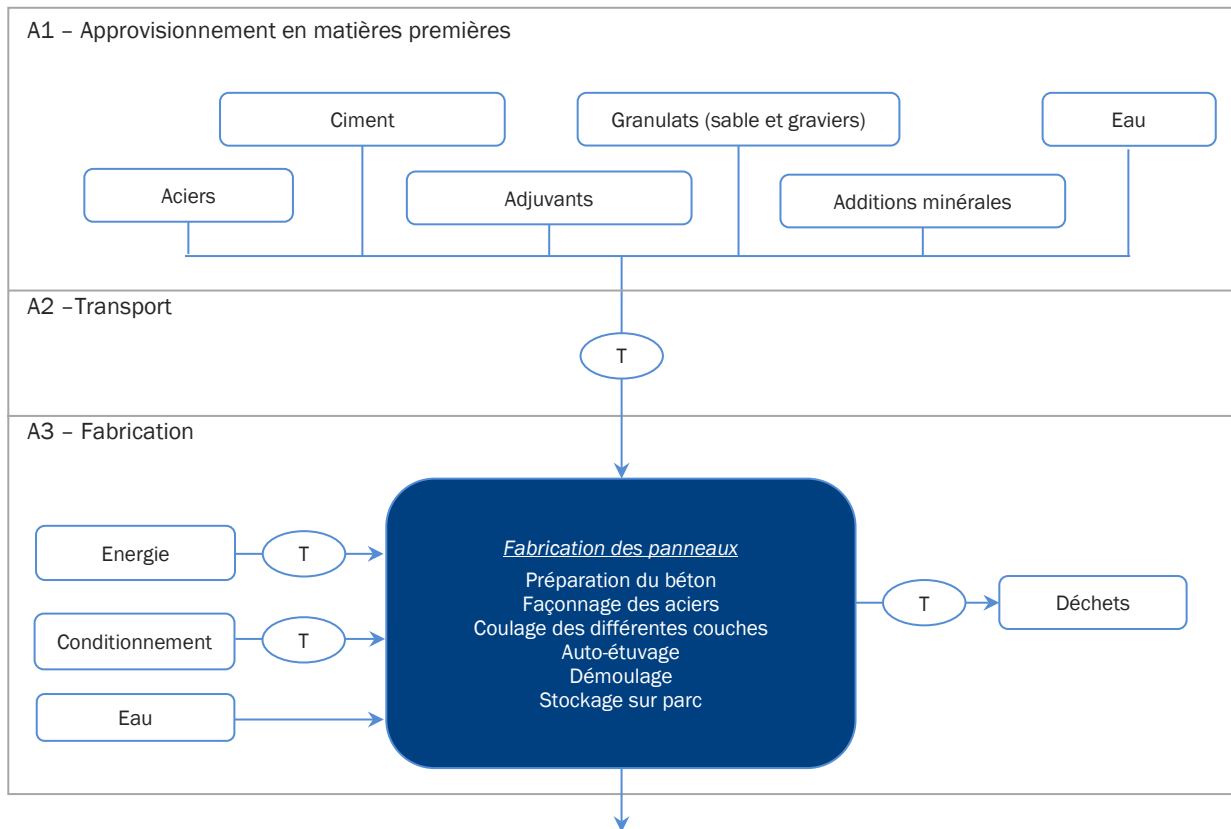 A1 – Approvisionnement en matières premières
Ciment
Granulats (sable et graviers)
Eau
Aciers
Adjuvants
Additions minérales
A2 –Transport
T
A3 – Fabrication
Energie
T
Conditionnement
T
Eau
Fabrication des panneaux
Préparation du béton
Façonnage des aciers
Coulage des différentes couches
Auto-étuvage
Démoulage
Stockage sur parc
T
Déchets